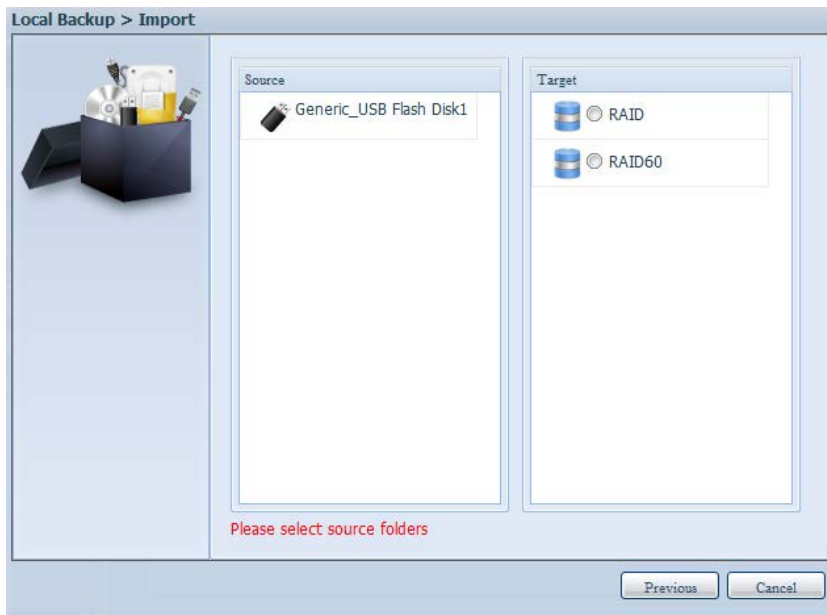 Local Backup > Import
Source
Generic_USB Flash Disk1
Target
RAID
RAID60
Please select source folders
Previous
Cancel